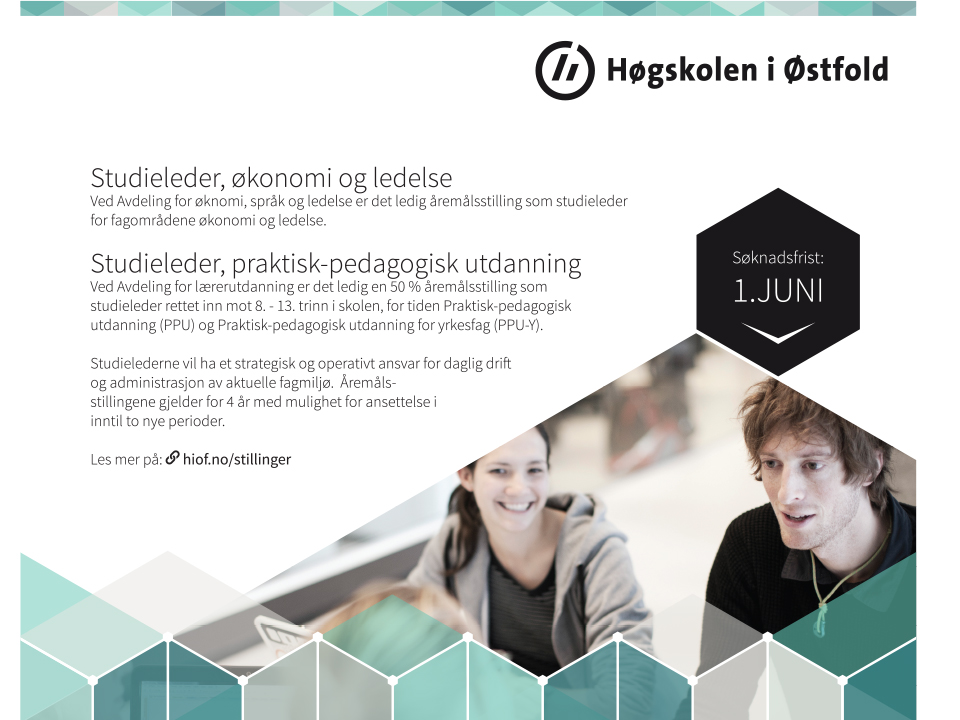 Høgskolen i Østfold
Studieleder, økonomi og ledelse
Ved Avdeling for øknomi, språk og ledelse er det ledig åremålsstilling som studieleder
for fagområdene økonomi og ledelse.
Studieleder, praktisk-pedagogisk utdanning
Ved Avdeling for lærerutdanning er det ledig en 50 % åremålsstilling som
studieleder rettet inn mot 8. - 13. trinn i skolen, for tiden Praktisk-pedagogisk
utdanning (PPU) og Praktisk-pedagogisk utdanning for yrkesfag (PPU-Y).
Studielederne vil ha et strategisk og operativt ansvar for daglig drift
og administrasjon av aktuelle fagmiljø. Åremåls-
stillingene gjelder for 4 år med mulighet for ansettelse i
inntil to nye perioder.
Les mer på: hiof.no/stillinger
Søknadsfrist:
1.JUNI